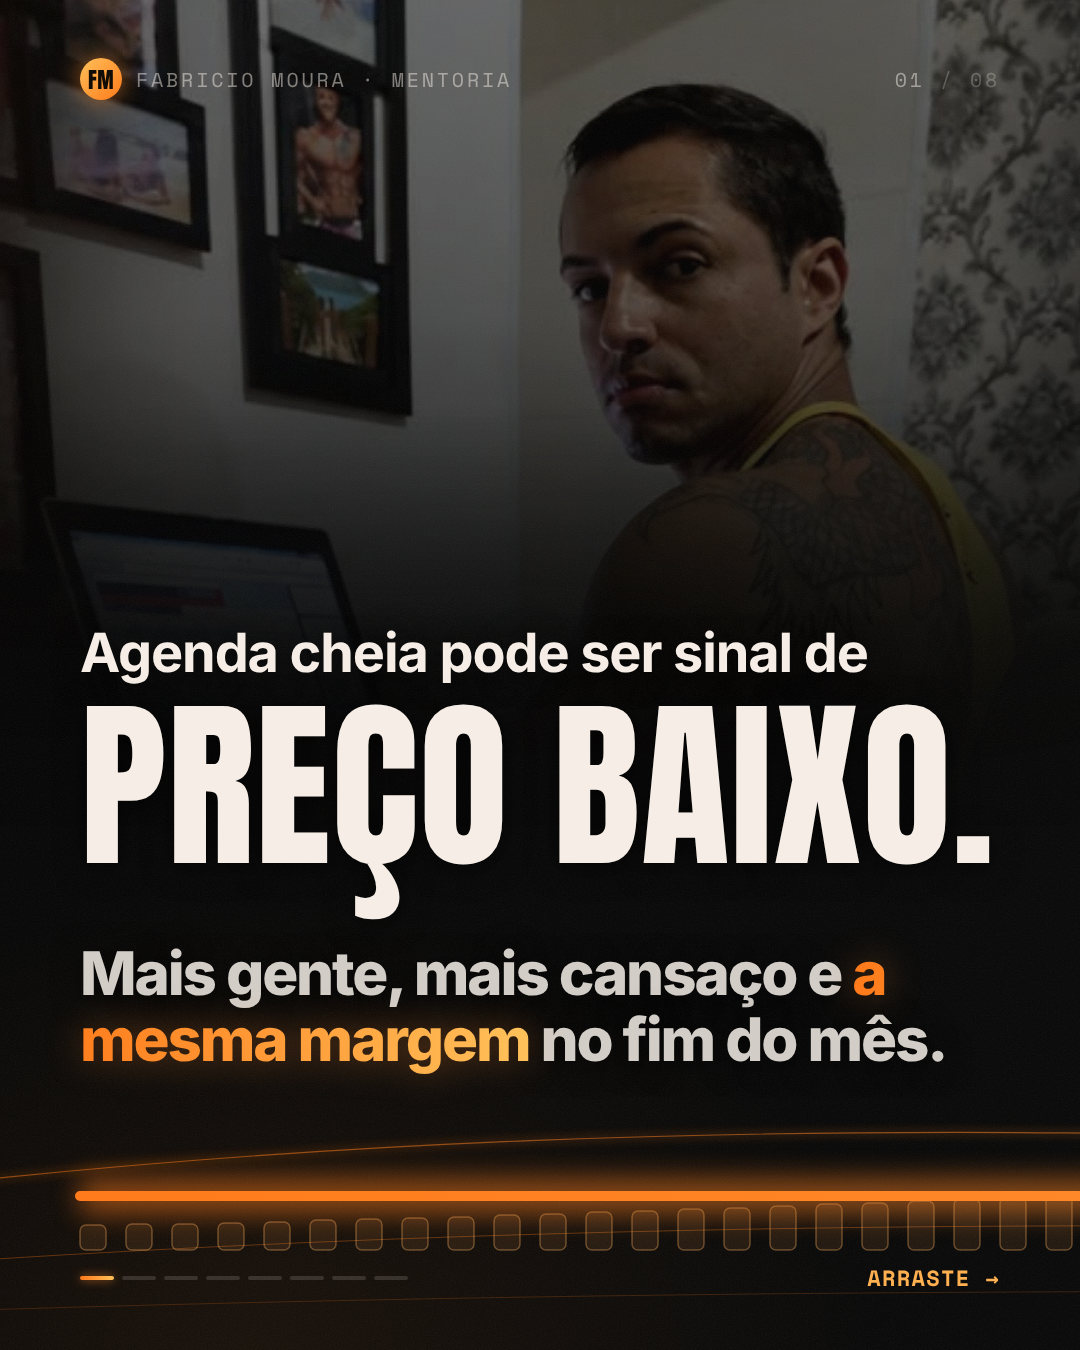 FM FABRICIO MOURA · MENTORIA
01 / 08
Agenda cheia pode ser sinal de
PREÇO BAIXO.
Mais gente, mais cansaço e a
mesma margem no fim do mês.
ARRASTE →